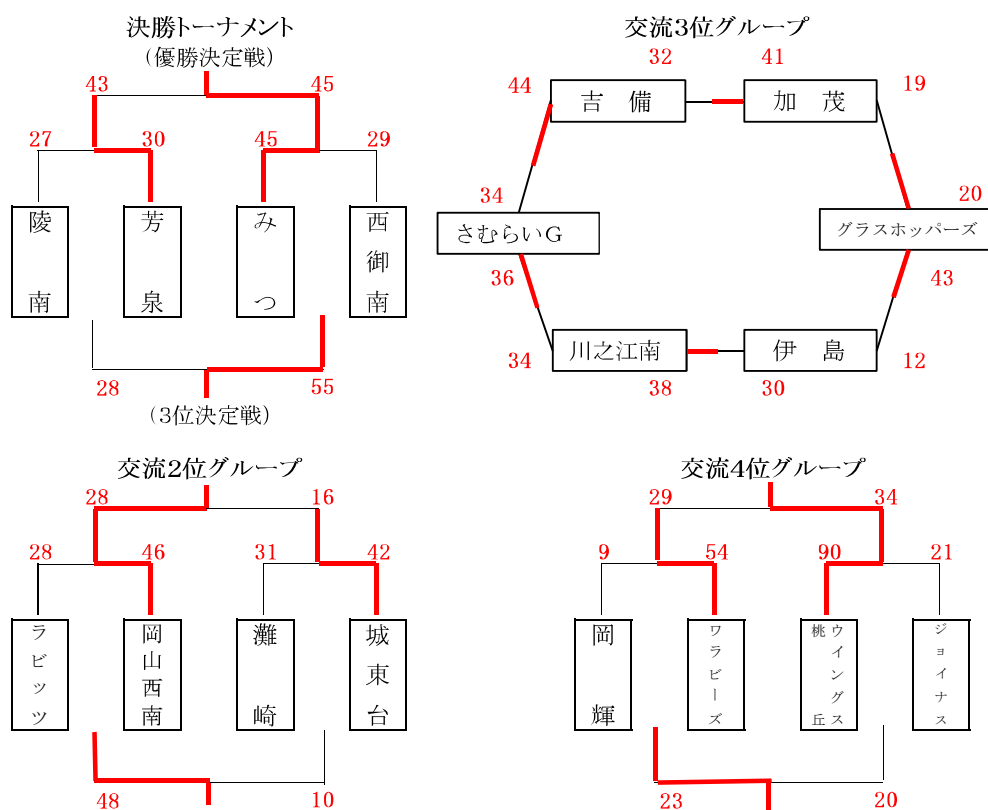 決勝トーナメント
(優勝決定戦)
43
45
27
30
45
29
陵南
芳泉
みつ
西御南
28
55
(3位決定戦)
交流3位グループ
32
41
44
吉備
加茂
19
34
20
さむらいG
グラスホッパーズ
36
43
34
川之江南
伊島
12
38
30
交流2位グループ
28
16
28
46
31
42
ラビッツ
岡山西南
灘崎
城東台
48
10
交流4位グループ
29
34
9
54
90
21
岡輝
ワラビーズ
ウイングス
桃丘
ジョイナス
23
20